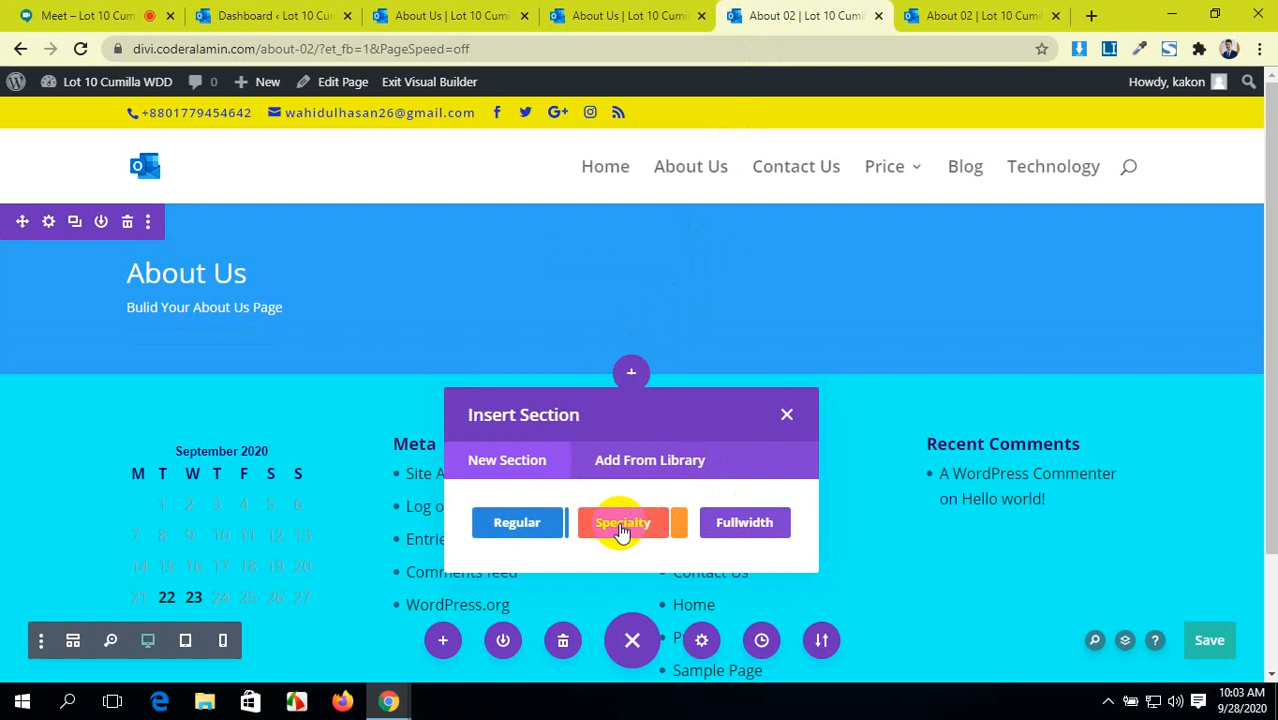 Meet – Lot 10 Cumilla
Dashboard ‹ Lot 10 Cu
About Us | Lot 10 Cum
About Us | Lot 10 Cumi
About 02 | Lot 10 Cumi
About 02 | Lot 10 Cumi
divi.coderalamin.com/about-02/?et_fb=1&PageSpeed=off
Lot 10 Cumilla WDD
0
New
Edit Page
Exit Visual Builder
Howdy, kakon
+8801779454642
wahidulhasan26@gmail.com
Home
About Us
Contact Us
Price
Blog
Technology
About Us
Bulid Your About Us Page
Insert Section
New Section
Add From Library
Regular
Specialty
Fullwidth
September 2020
M T W T F S S
1 2 3 4 5 6
7 8 9 10 11 12 13
14 15 16 17 18 19 20
21 22 23 24 25 26 27
Meta
Site A
Log o
Entrie
Comments feed
WordPress.org
Contact Us
Home
P
Sample Page
Recent Comments
A WordPress Commenter
on Hello world!
Save
10:03 AM
9/28/2020